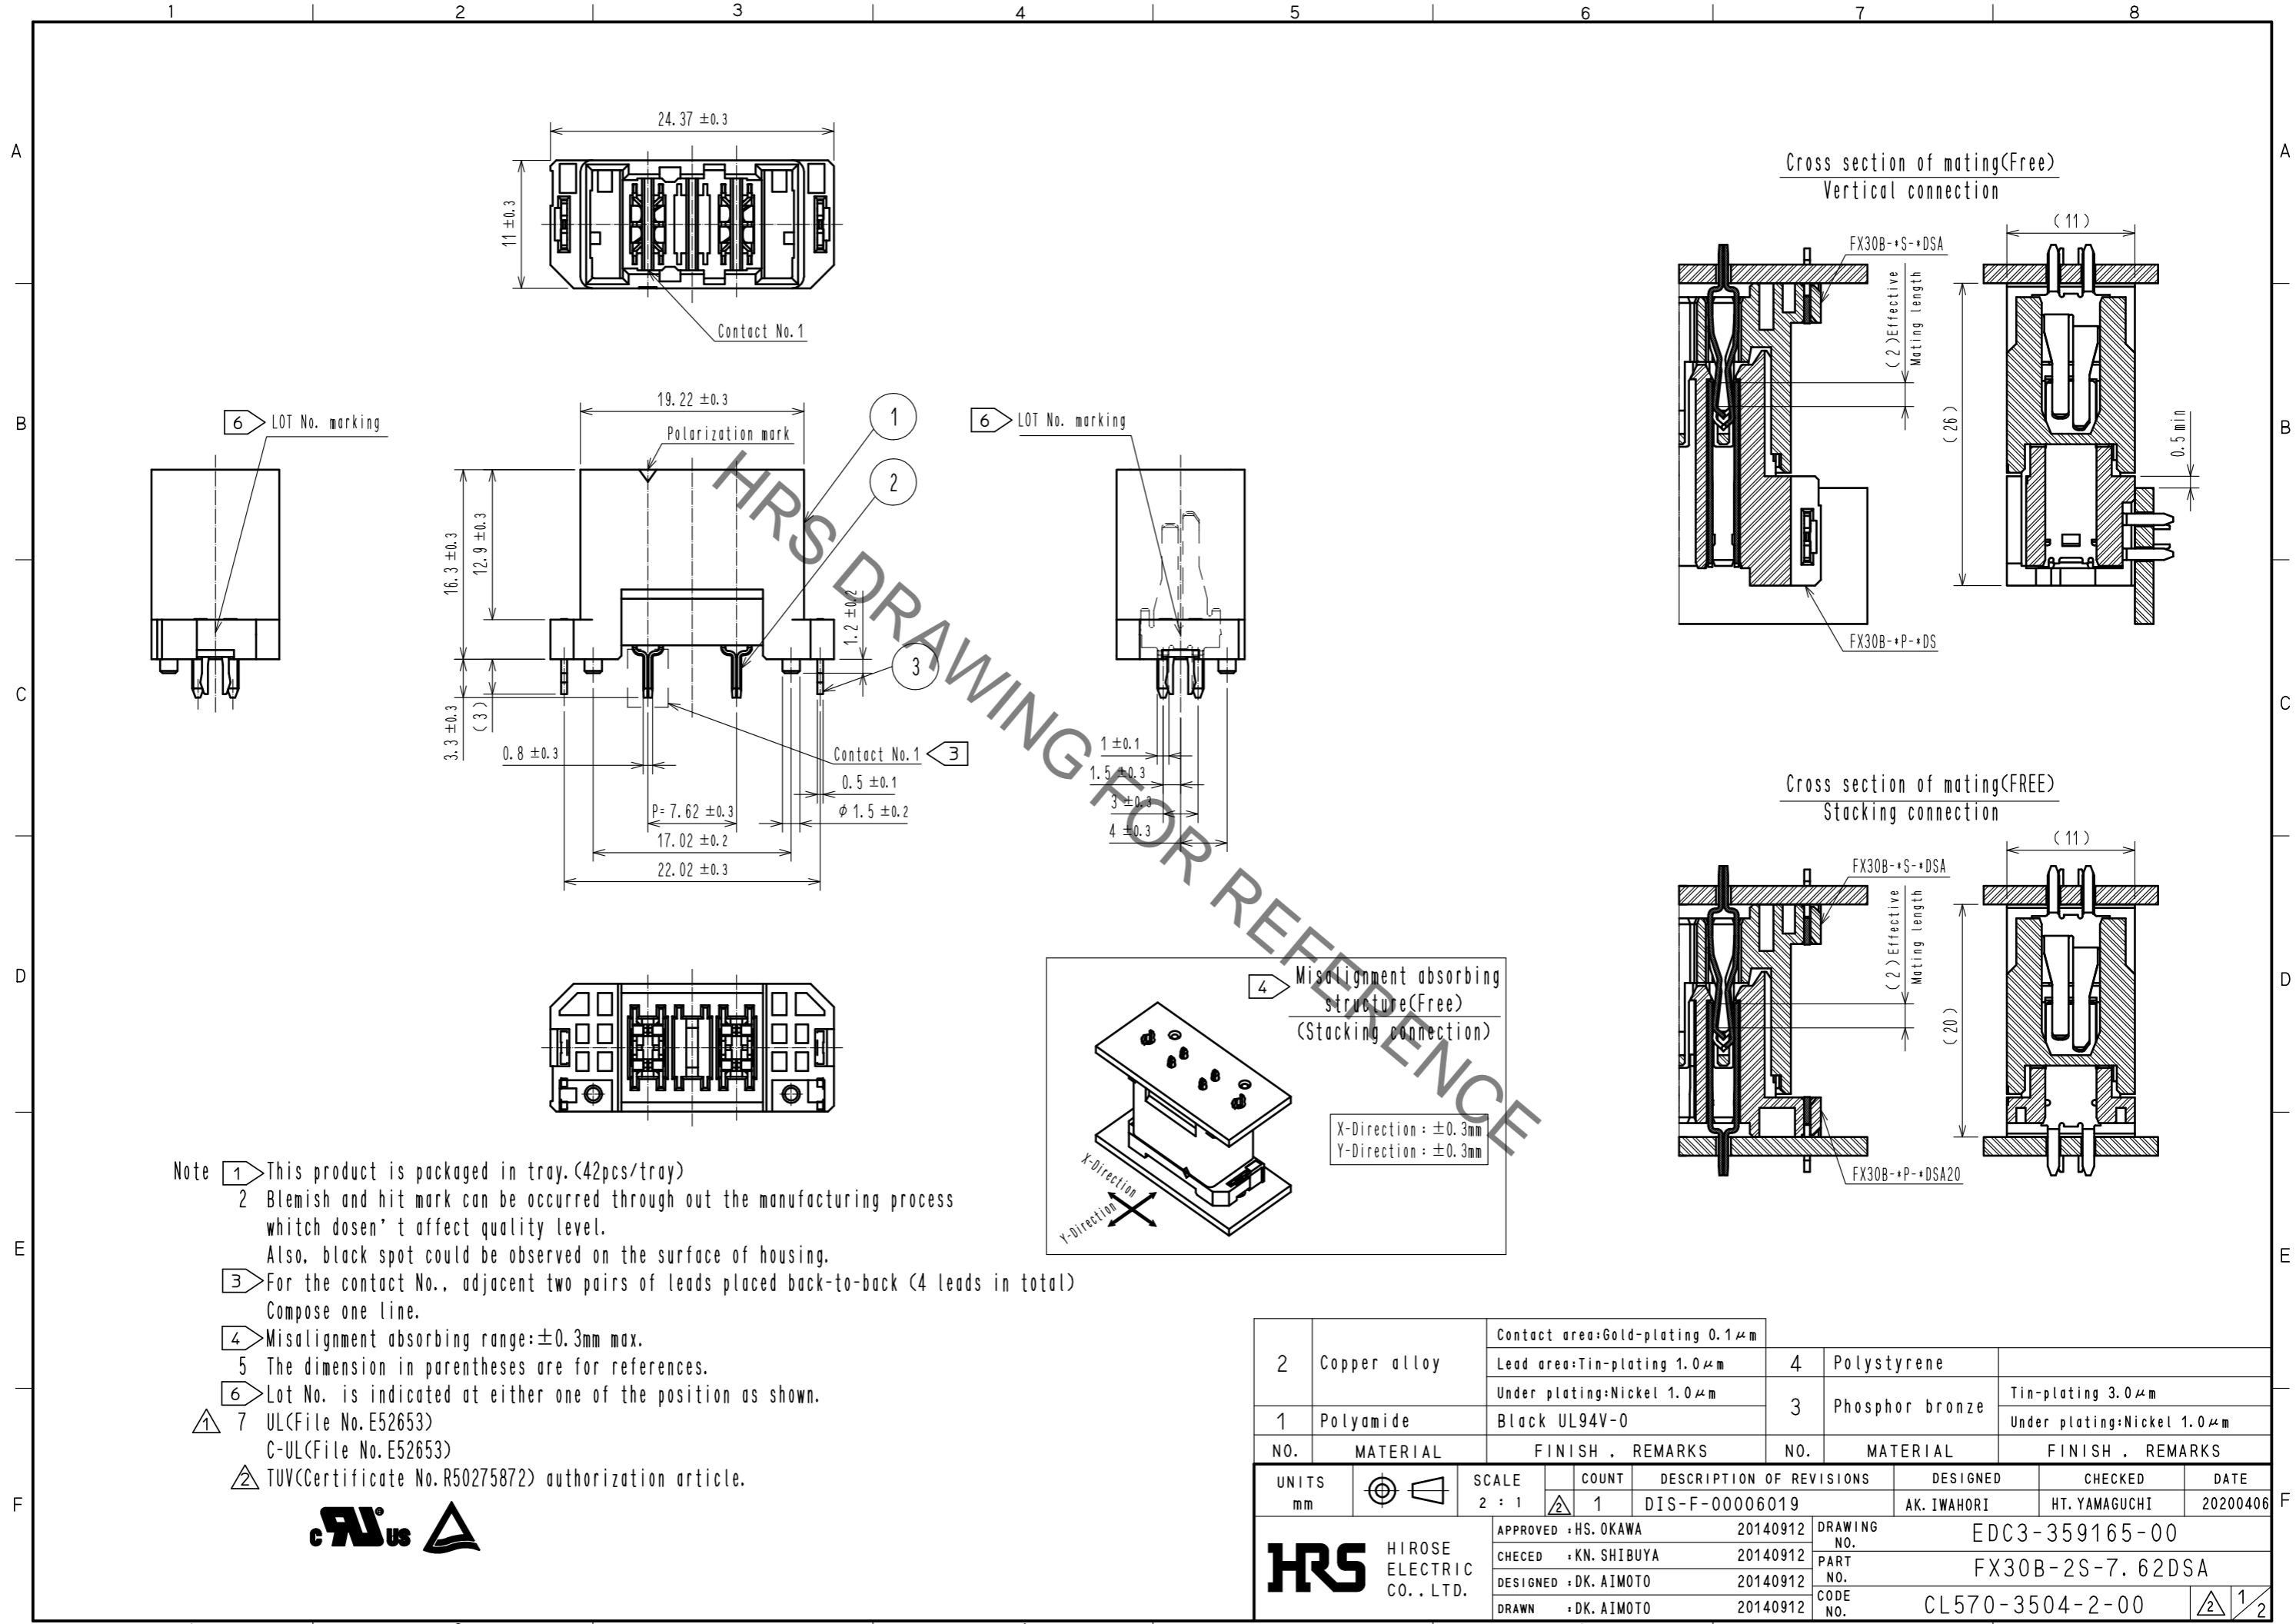 1 2 3 4 5 6 7 8
A A
B B
C C
D D
E E
F F
24.37 ±0.3
11 ±0.3
Contact No.1
6 LOT No. marking
19.22 ±0.3
Polarization mark
1
2
3
16.3 ±0.3
12.9 ±0.3
1.2 ±0.2
3.3 ±0.3
(3)
0.8 ±0.3
Contact No.1 3
0.5 ±0.1
P=7.62 ±0.3
φ1.5 ±0.2
17.02 ±0.2
22.02 ±0.3
6 LOT No. marking
1 ±0.1
1.5 ±0.3
3 ±0.3
4 ±0.3
HRS DRAWING FOR REFERENCE
Cross section of mating(Free)
Vertical connection
FX30B-*S-*DSA
(2)Effective
Mating length
(11)
(26)
0.5 min
FX30B-*P-*DS
Cross section of mating(FREE)
Stacking connection
FX30B-*S-*DSA
(2)Effective
Mating length
(11)
(20)
FX30B-*P-*DSA20
4 Misalignment absorbing
structure(Free)
(Stacking connection)
X-Direction : ±0.3mm
Y-Direction : ±0.3mm
X-Direction
Y-Direction
Note 1 This product is packaged in tray.(42pcs/tray)
2 Blemish and hit mark can be occurred through out the manufacturing process
whitch dosen't affect quality level.
Also, black spot could be observed on the surface of housing.
3 For the contact No., adjacent two pairs of leads placed back-to-back (4 leads in total)
Compose one line.
4 Misalignment absorbing range:±0.3mm max.
5 The dimension in parentheses are for references.
6 Lot No. is indicated at either one of the position as shown.
1 7 UL(File No.E52653)
C-UL(File No.E52653)
2 TUV(Certificate No.R50275872) authorization article.
c RU ® us
2 Copper alloy Contact area:Gold-plating 0.1μm
Lead area:Tin-plating 1.0μm 4 Polystyrene
Under plating:Nickel 1.0μm 3 Phosphor bronze Tin-plating 3.0μm
1 Polyamide Black UL94V-0 Under plating:Nickel 1.0μm
NO. MATERIAL FINISH , REMARKS NO. MATERIAL FINISH , REMARKS
UNITS mm SCALE 2 : 1 COUNT DESCRIPTION OF REVISIONS DESIGNED CHECKED DATE
2 1 DIS-F-00006019 AK.IWAHORI HT.YAMAGUCHI 20200406
HRS HIROSE ELECTRIC CO.,LTD.
APPROVED : HS.OKAWA 20140912 DRAWING NO. EDC3-359165-00
CHECED : KN.SHIBUYA 20140912 PART NO. FX30B-2S-7.62DSA
DESIGNED : DK.AIMOTO 20140912
DRAWN : DK.AIMOTO 20140912 CODE NO. CL570-3504-2-00 2 1/2